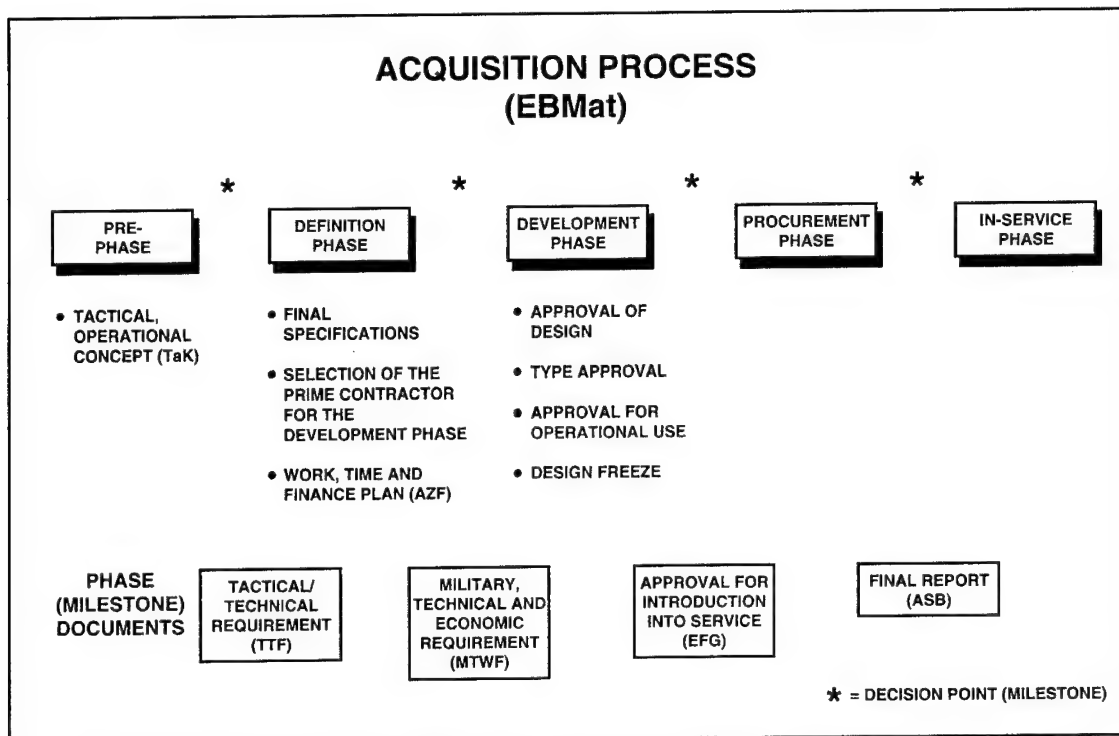 ACQUISITION PROCESS
(EBMat)
* * * *
PRE-
PHASE
DEFINITION
PHASE
DEVELOPMENT
PHASE
PROCUREMENT
PHASE
IN-SERVICE
PHASE
• TACTICAL,
OPERATIONAL
CONCEPT (TaK)
• FINAL
SPECIFICATIONS
• SELECTION OF THE
PRIME CONTRACTOR
FOR THE
DEVELOPMENT PHASE
• WORK, TIME AND
FINANCE PLAN (AZF)
• APPROVAL OF
DESIGN
• TYPE APPROVAL
• APPROVAL FOR
OPERATIONAL USE
• DESIGN FREEZE
PHASE
(MILESTONE)
DOCUMENTS
TACTICAL/
TECHNICAL
REQUIREMENT
(TTF)
MILITARY,
TECHNICAL AND
ECONOMIC
REQUIREMENT
(MTWF)
APPROVAL FOR
INTRODUCTION
INTO SERVICE
(EFG)
FINAL REPORT
(ASB)
* = DECISION POINT (MILESTONE)